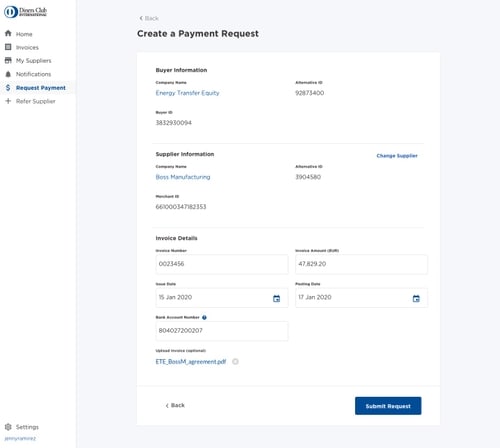 Diners Club
INTERNATIONAL
Home
Invoices
My Suppliers
Notifications
Request Payment
Refer Supplier
Back
Create a Payment Request
Buyer Information
Company Name
Alternative ID
Energy Transfer Equity
92873400
Buyer ID
3832930094
Supplier Information
Change Supplier
Company Name
Alternative ID
Boss Manufacturing
3904580
Merchant ID
661000347182353
Invoice Details
Invoice Number
Invoice Amount (EUR)
0023456
47,829.20
Issue Date
Posting Date
15 Jan 2020
17 Jan 2020
Bank Account Number
804027200207
Upload invoice (optional)
ETE_BossM_agreement.pdf
Back
Submit Request
Settings